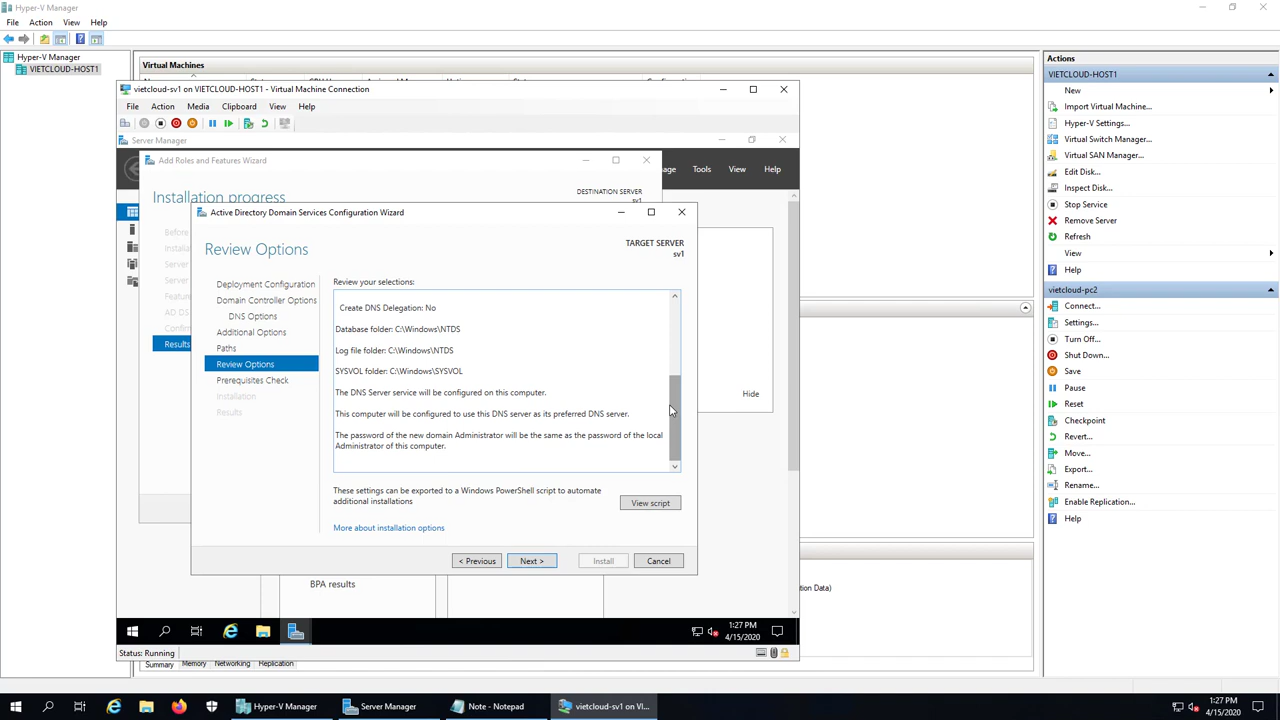 Hyper-V Manager
File Action View Help
Hyper-V Manager
VIETCLOUD-HOST1
Virtual Machines
vietcloud-sv1 on VIETCLOUD-HOST1 - Virtual Machine Connection
File Action Media Clipboard View Help
Server Manager
Tools View Help
Add Roles and Features Wizard
Installation progress
DESTINATION SERVER
sv1
Before
Installa
Server
Server
Featur
AD DS
Confir
Results
Hide
Active Directory Domain Services Configuration Wizard
Review Options
TARGET SERVER
sv1
Deployment Configuration
Domain Controller Options
DNS Options
Additional Options
Paths
Review Options
Prerequisites Check
Installation
Results
Review your selections:
Create DNS Delegation: No
Database folder: C:\Windows\NTDS
Log file folder: C:\Windows\NTDS
SYSVOL folder: C:\Windows\SYSVOL
The DNS Server service will be configured on this computer.
This computer will be configured to use this DNS server as its preferred DNS server.
The password of the new domain Administrator will be the same as the password of the local
Administrator of this computer.
These settings can be exported to a Windows PowerShell script to automate
additional installations
View script
More about installation options
< Previous Next > Install Cancel
BPA results
1:27 PM
4/15/2020
Status: Running
Summary Memory Networking Replication
Actions
VIETCLOUD-HOST1
New
Import Virtual Machine...
Hyper-V Settings...
Virtual Switch Manager...
Virtual SAN Manager...
Edit Disk...
Inspect Disk...
Stop Service
Remove Server
Refresh
View
Help
vietcloud-pc2
Connect...
Settings...
Turn Off...
Shut Down...
Save
Pause
Reset
Checkpoint
Revert...
Move...
Export...
Rename...
Enable Replication...
Help
Hyper-V Manager Server Manager Note - Notepad vietcloud-sv1 on VI...
1:27 PM
4/15/2020